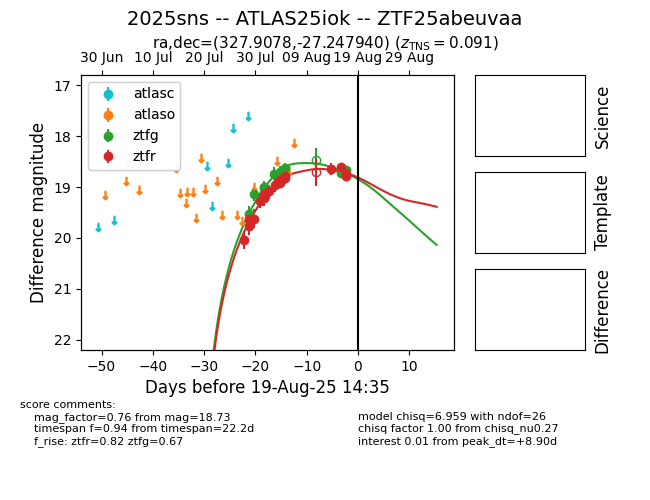 2025sns -- ATLAS25iok -- ZTF25abeuvaa
ra,dec=(327.9078,-27.247940) (z_TNS = 0.091)
30 Jun 10 Jul 20 Jul 30 Jul 09 Aug 19 Aug 29 Aug
17
18
19
20
21
22
Difference magnitude
atlasc
atlaso
ztfg
ztfr
−50 −40 −30 −20 −10 0 10
Days before 19-Aug-25 14:35
Science
Template
Difference
score comments:
mag_factor=0.76 from mag=18.73
timespan f=0.94 from timespan=22.2d
f_rise: ztfr=0.82 ztfg=0.67
model chisq=6.959 with ndof=26
chisq factor 1.00 from chisq_nu0.27
interest 0.01 from peak_dt=+8.90d